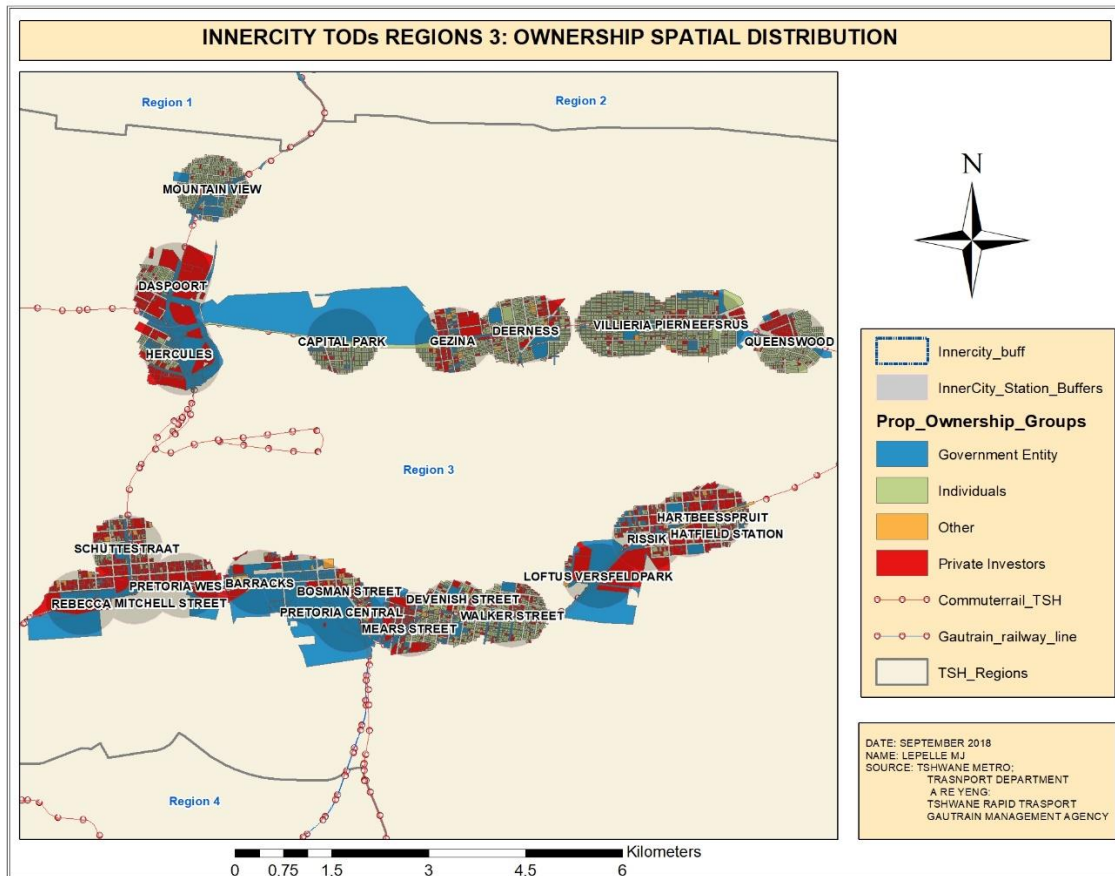 INNERCITY TODs REGIONS 3: OWNERSHIP SPATIAL DISTRIBUTION
Region 1
Region 2
MOUNTAIN VIEW
DASPOORT
HERCULES
CAPITAL PARK
GEZINA
DEERNESS
VILLIERIA
PIERNEEFSRUS
QUEENSWOOD
Region 3
SCHUTTESTRAAT
PRETORIA WES
REBECCA
MITCHELL STREET
BARRACKS
BOSMAN STREET
PRETORIA CENTRAL
MEARS STREET
DEVENISH STREET
WALKER STREET
LOFTUS VERSFELDPARK
RISSIK
HARTBEESSPRUIT
HATFIELD STATION
Region 4
N
Innercity_buff
InnerCity_Station_Buffers
Prop_Ownership_Groups
Government Entity
Individuals
Other
Private Investors
Commuterrail_TSH
Gautrain_railway_line
TSH_Regions
DATE: SEPTEMBER 2018
NAME: LEPELLE MJ
SOURCE: TSHWANE METRO;
TRASNPORT DEPARTMENT
A RE YENG:
TSHWANE RAPID TRASPORT
GAUTRAIN MANAGEMENT AGENCY
Kilometers
0 0.75 1.5 3 4.5 6